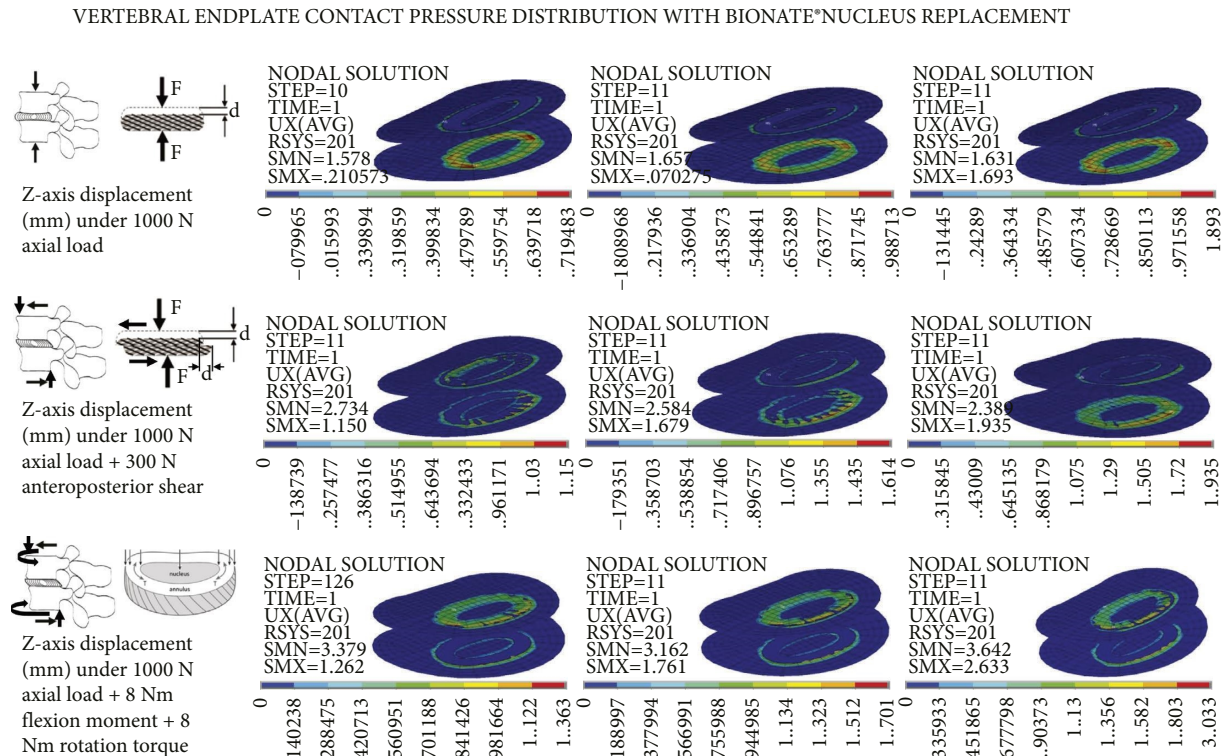 VERTEBRAL ENDPLATE CONTACT PRESSURE DISTRIBUTION WITH BIONATE®NUCLEUS REPLACEMENT
F
d
F
Z-axis displacement
(mm) under 1000 N
axial load
NODAL SOLUTION
STEP=10
TIME=1
UX(AVG)
RSYS=201
SMN=1.578
SMX=.210573
0
−079965
..015993
..339894
..319859
..399834
..479789
..559754
..639718
..719483
NODAL SOLUTION
STEP=11
TIME=1
UX(AVG)
RSYS=201
SMN=1.657
SMX=.070275
0
−1808968
..217936
..336904
..435873
..544841
..653289
..763777
..871745
..988713
NODAL SOLUTION
STEP=11
TIME=1
UX(AVG)
RSYS=201
SMN=1.631
SMX=1.693
0
−131445
..24289
..364334
..485779
..607334
..728669
..850113
..971558
1.893
F
d
F
d
Z-axis displacement
(mm) under 1000 N
axial load + 300 N
anteroposterior shear
NODAL SOLUTION
STEP=11
TIME=1
UX(AVG)
RSYS=201
SMN=2.734
SMX=1.150
0
−138739
..257477
..386316
..514955
..643694
..332433
..961171
1..03
1..15
NODAL SOLUTION
STEP=11
TIME=1
UX(AVG)
RSYS=201
SMN=2.584
SMX=1.679
0
−179351
..358703
..538854
..717406
..896757
1..076
1..355
1..435
1..614
NODAL SOLUTION
STEP=11
TIME=1
UX(AVG)
RSYS=201
SMN=2.389
SMX=1.935
0
..315845
..43009
..645135
..868179
1..075
1..29
1..505
1..72
1..935
nucleus
annulus
Z-axis displacement
(mm) under 1000 N
axial load + 8 Nm
flexion moment + 8
Nm rotation torque
NODAL SOLUTION
STEP=126
TIME=1
UX(AVG)
RSYS=201
SMN=3.379
SMX=1.262
0
140238
288475
420713
560951
701188
841426
981664
1..122
1..363
NODAL SOLUTION
STEP=11
TIME=1
UX(AVG)
RSYS=201
SMN=3.162
SMX=1.761
0
188997
377994
566991
755988
944985
1..134
1..323
1..512
1..701
NODAL SOLUTION
STEP=11
TIME=1
UX(AVG)
RSYS=201
SMN=3.642
SMX=2.633
0
335933
451865
667798
..90373
1..13
1..356
1..582
1..803
3.033